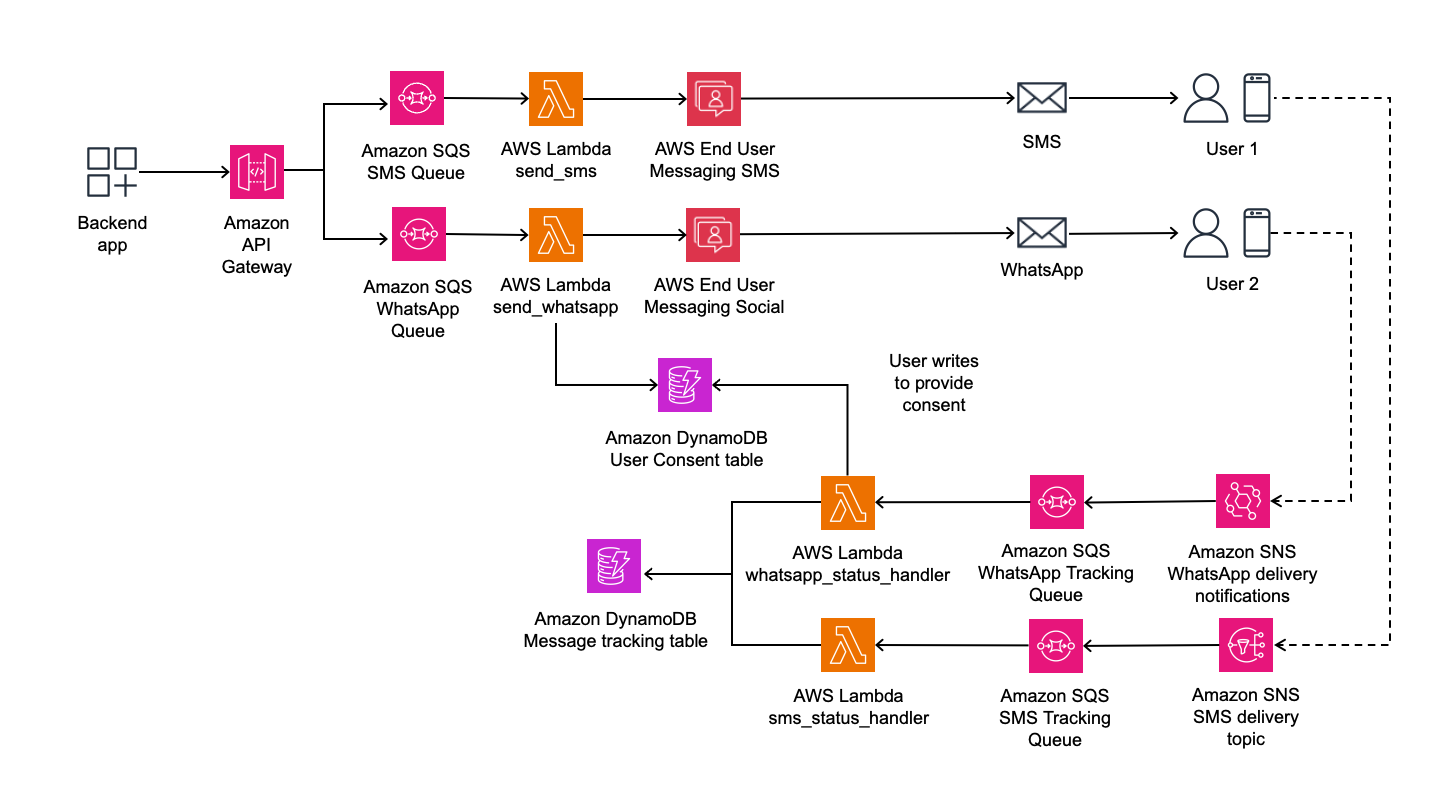 Backend
app
Amazon
API
Gateway
Amazon SQS
SMS Queue
AWS Lambda
send_sms
AWS End User
Messaging SMS
SMS
User 1
Amazon SQS
WhatsApp
Queue
AWS Lambda
send_whatsapp
AWS End User
Messaging Social
WhatsApp
User 2
User writes
to provide
consent
Amazon DynamoDB
User Consent table
AWS Lambda
whatsapp_status_handler
Amazon SQS
WhatsApp Tracking
Queue
Amazon SNS
WhatsApp delivery
notifications
Amazon DynamoDB
Message tracking table
AWS Lambda
sms_status_handler
Amazon SQS
SMS Tracking
Queue
Amazon SNS
SMS delivery
topic